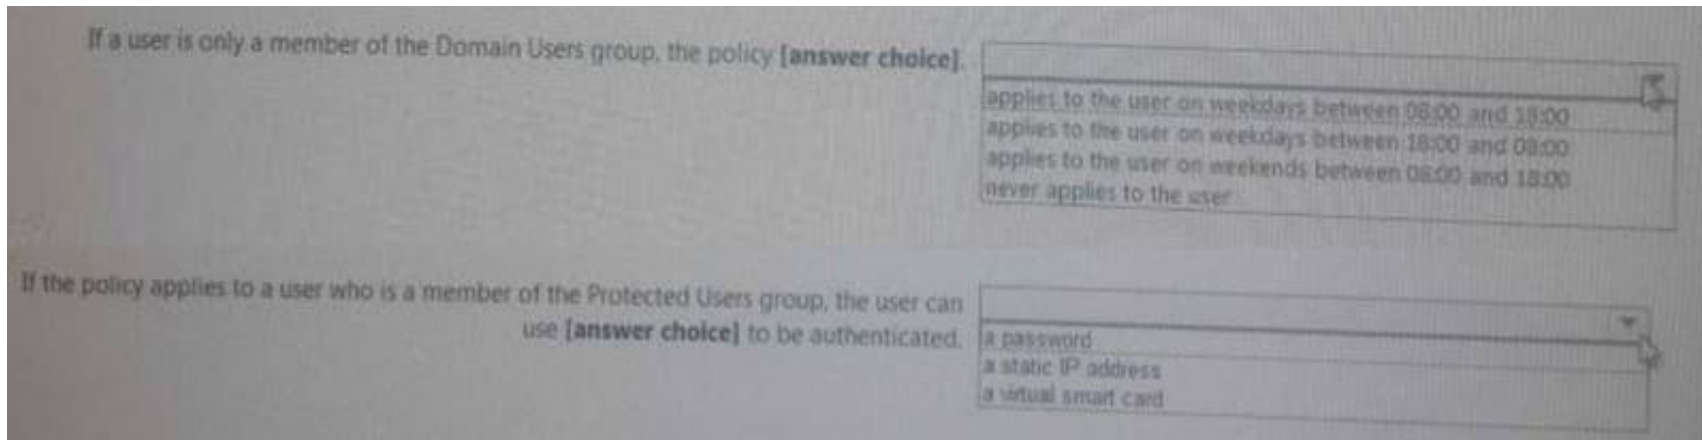 If a user is only a member of the Domain Users group, the policy [answer choice].
applies to the user on weekdays between 08:00 and 18:00
applies to the user on weekdays between 18:00 and 08:00
applies to the user on weekends between 08:00 and 18:00
never applies to the user
If the policy applies to a user who is a member of the Protected Users group, the user can
use [answer choice] to be authenticated.
a password
a static IP address
a virtual smart card